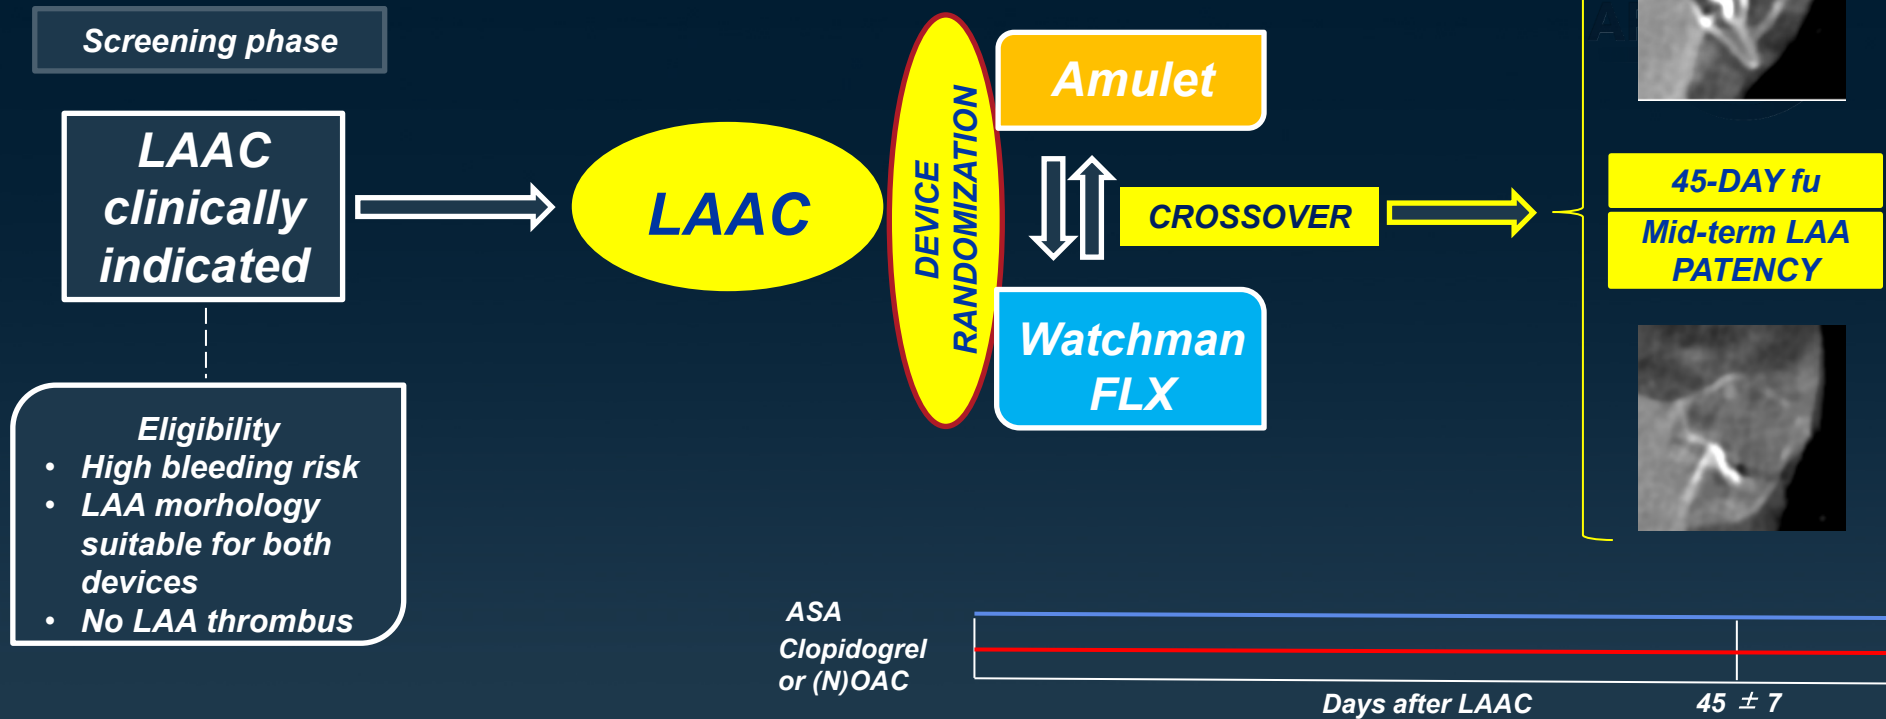 Screening phase
LAAC
clinically
indicated
Eligibility
• High bleeding risk
• LAA morhology
suitable for both
devices
• No LAA thrombus
LAAC
DEVICE
RANDOMIZATION
Amulet
CROSSOVER
Watchman
FLX
45-DAY fu
Mid-term LAA
PATENCY
ASA
Clopidogrel
or (N)OAC
Days after LAAC
45 ± 7